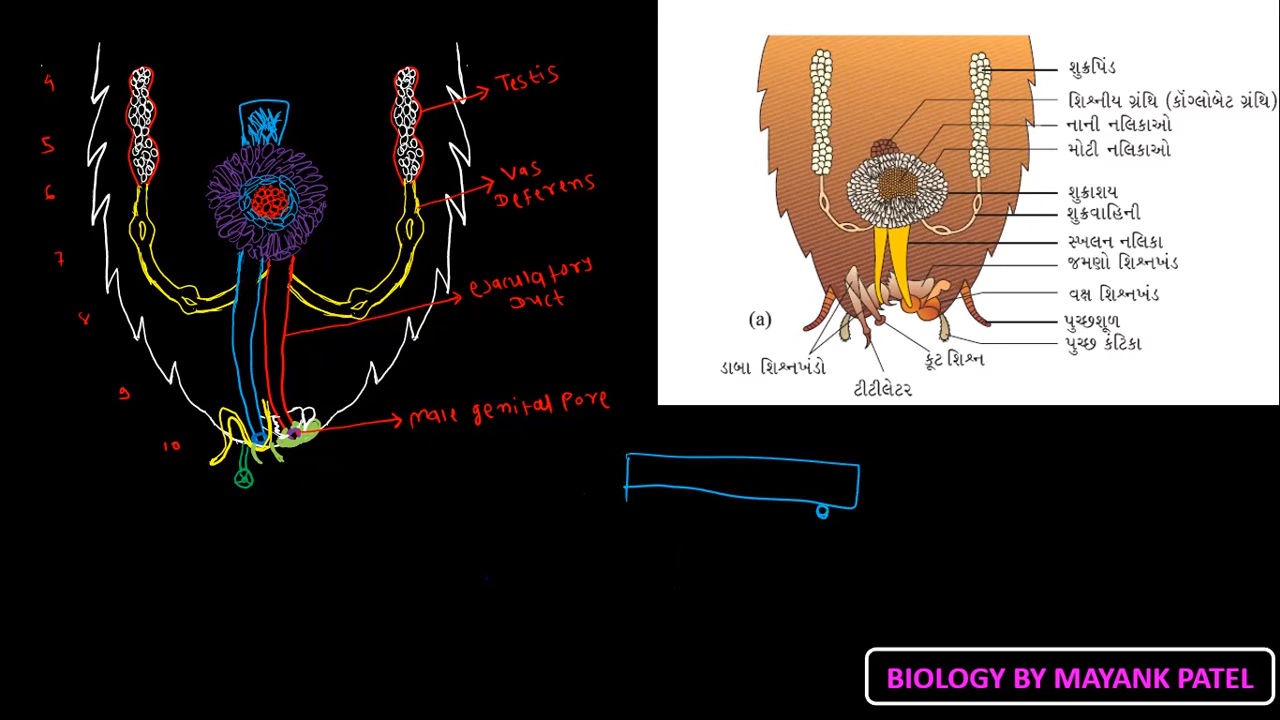 4
5
6
7
8
9
10
Testis
Vas
Deferens
ejaculatory
Duct
Male genital Pore
શુક્રપિંડ
શિશ્નીય ગ્રંથિ (કૉંગ્લોબેટ ગ્રંથિ)
નાની નલિકાઓ
મોટી નલિકાઓ
શુક્રાશય
શુક્રવાહિની
સ્ખલન નલિકા
જમણો શિશ્નખંડ
વક્ષ શિશ્નખંડ
પુચ્છશૂળ
પુચ્છ કંટિકા
(a)
ડાબા શિશ્નખંડો
કૂટ શિશ્ન
ટીટીલેટર
BIOLOGY BY MAYANK PATEL